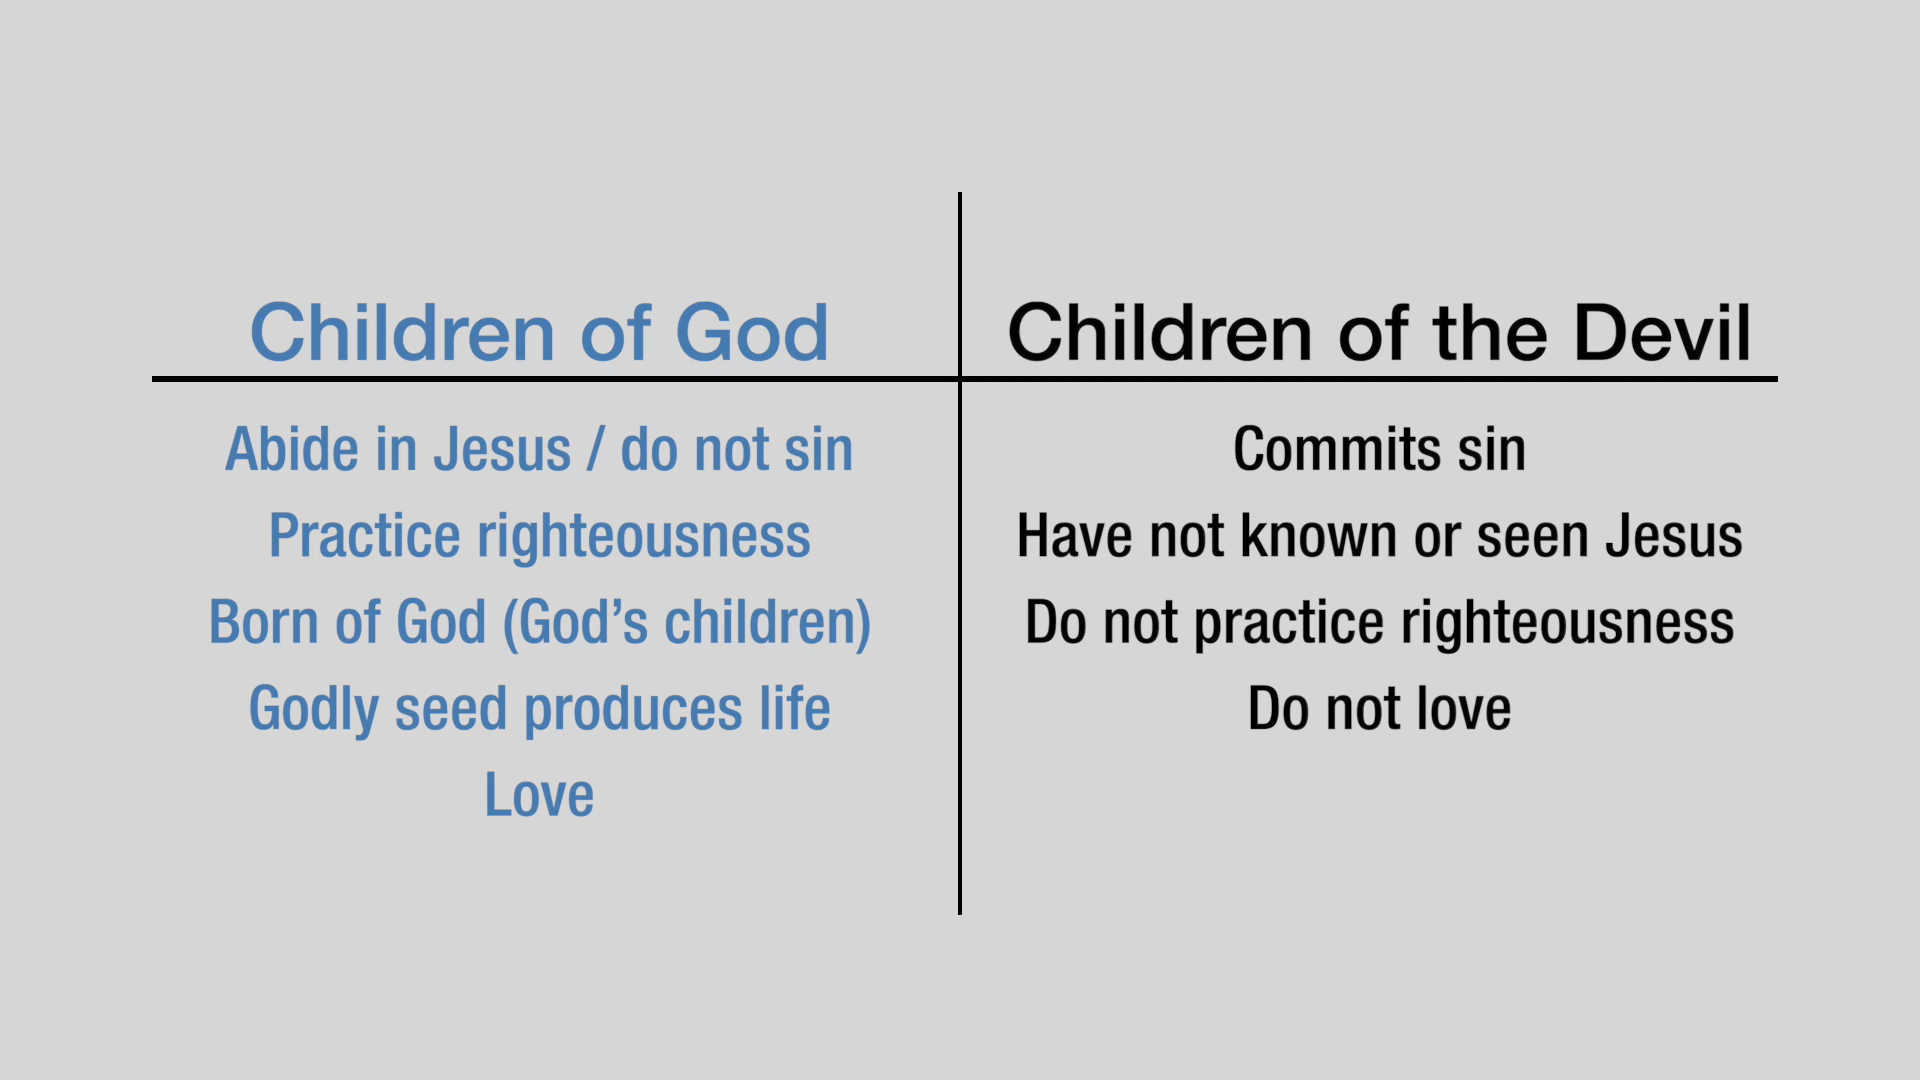 Children of God
Children of the Devil
Abide in Jesus / do not sin
Practice righteousness
Born of God (God’s children)
Godly seed produces life
Love
Commits sin
Have not known or seen Jesus
Do not practice righteousness
Do not love